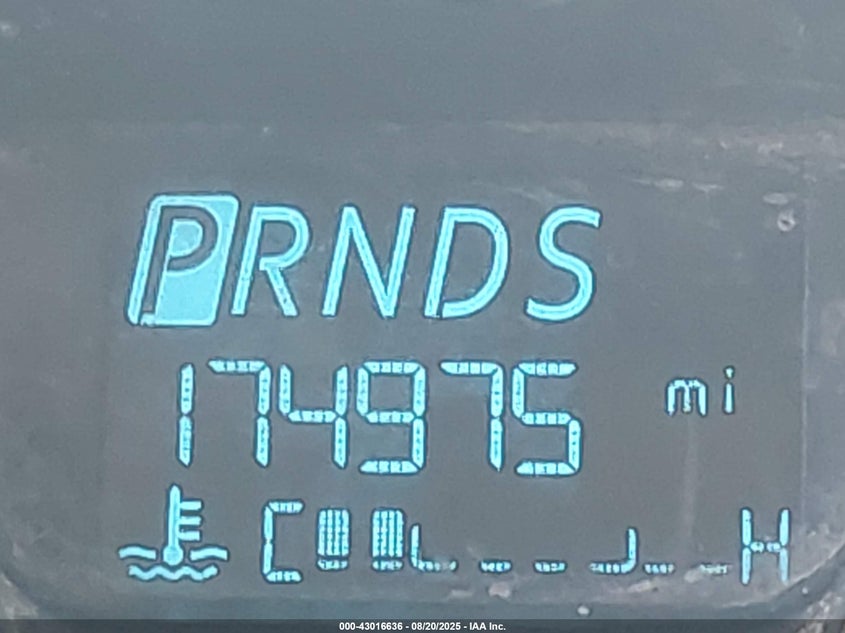 PRNDS
174975 mi
C H
000-43016636 - 08/20/2025 - IAA Inc.